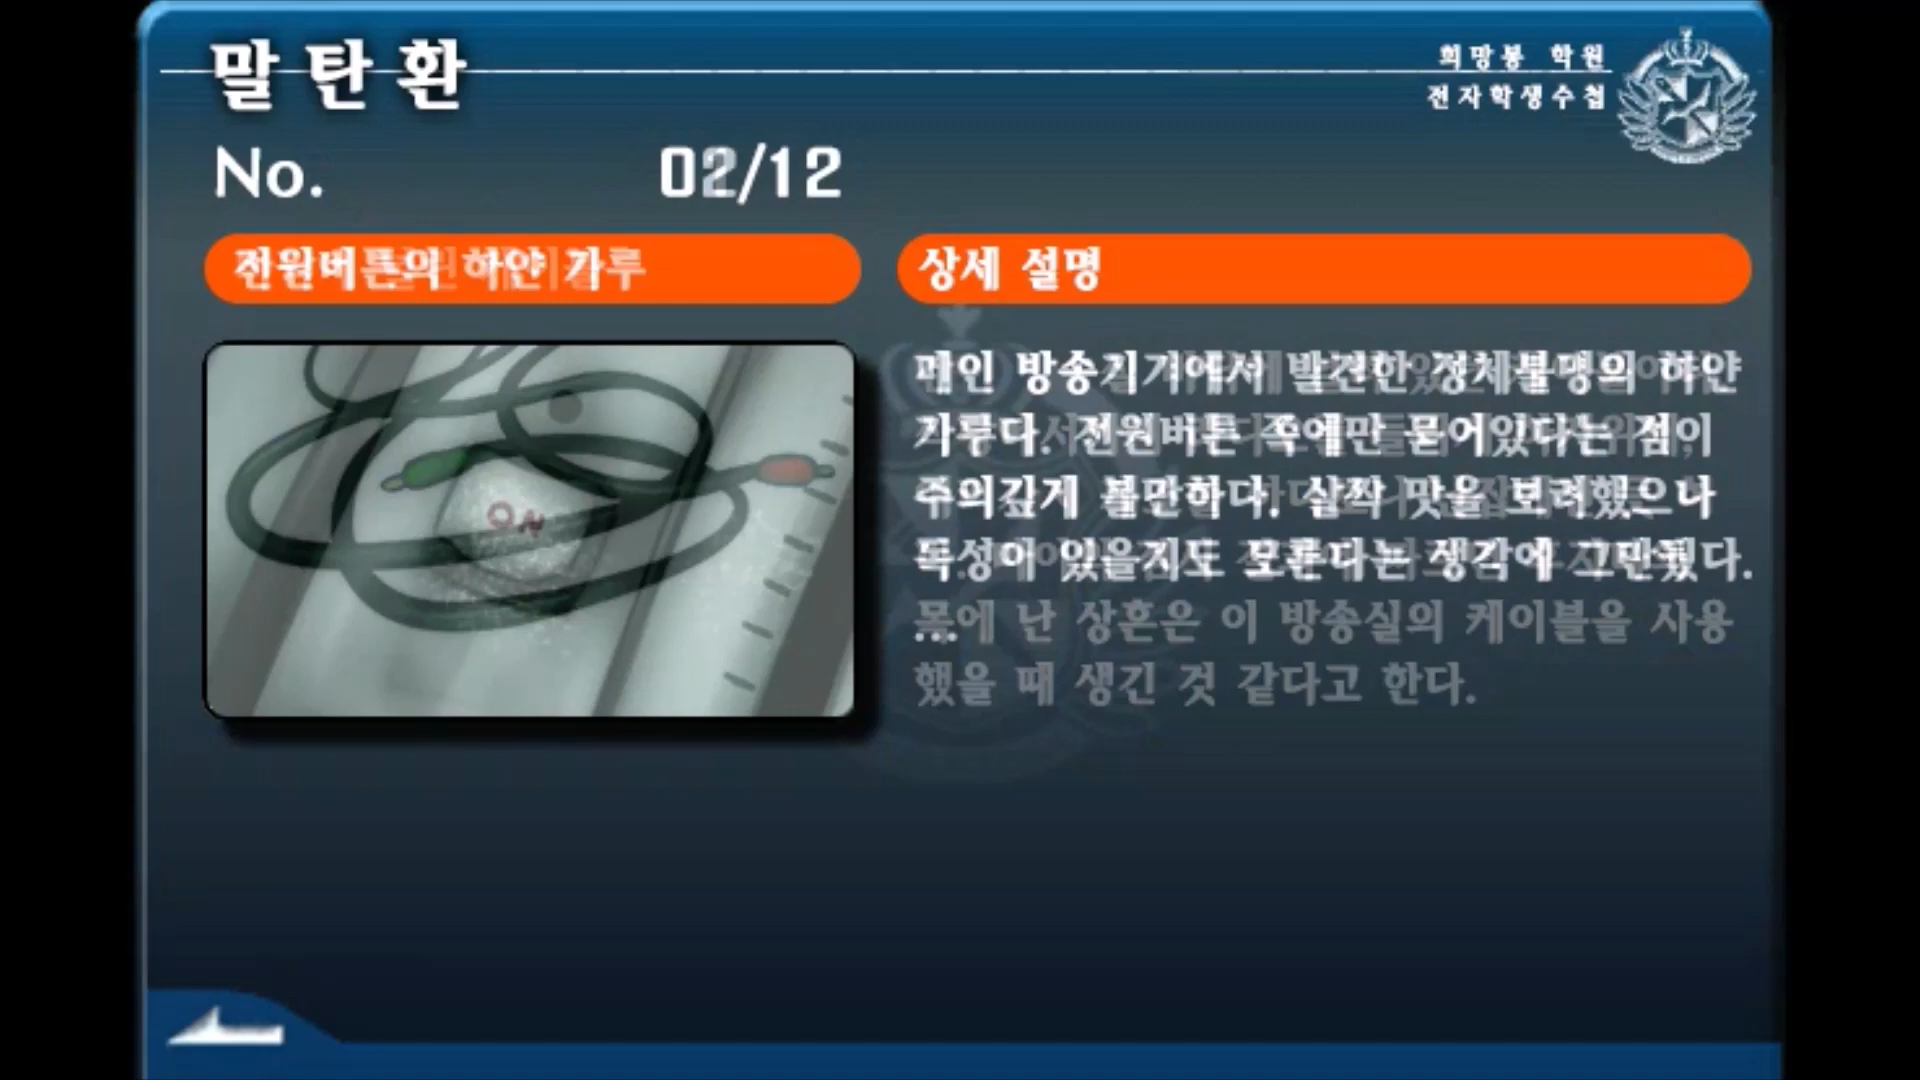 말탄환
희망봉 학원
전자학생수첩
No. 02/12
전원버튼의 하얀 가루
상세 설명
메인 방송기기에서 발견한 정체불명의 하얀
가루다. 전원버튼 쪽에만 묻어있다는 점이
주의깊게 볼만하다. 살짝 맛을 보려했으나
독성이 있을지도 모른다는 생각에 그만뒀다.
...에 난 상흔은 이 방송실의 케이블을 사용
했을 때 생긴 것 같다고 한다.
ON